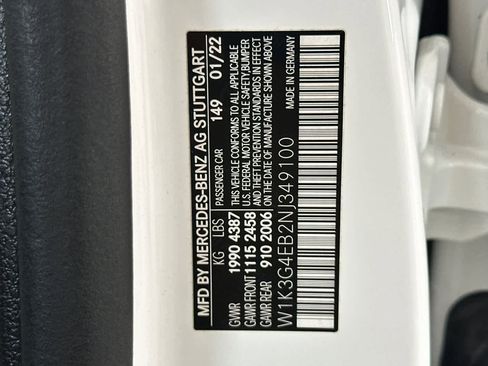 MFD BY MERCEDES-BENZ AG STUTTGART
KG LBS PASSENGER CAR 149 01/22
GVWR 1990 4387 THIS VEHICLE CONFORMS TO ALL APPLICABLE
GAWR FRONT 1115 2458 U.S. FEDERAL MOTOR VEHICLE SAFETY,BUMPER
GAWR REAR 910 2006 AND THEFT PREVENTION STANDARDS IN EFFECT
ON THE DATE OF MANUFACTURE SHOWN ABOVE
W1K3G4EB2NJ349100 MADE IN GERMANY